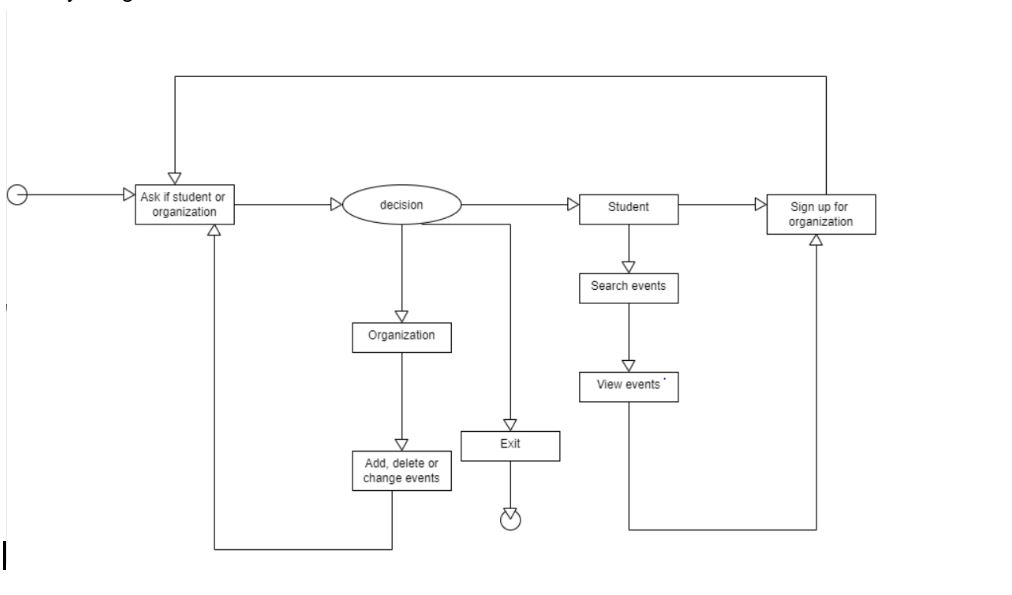 Ask if student or
organization
decision
Student
Sign up for
organization
Search events
Organization
View events
Exit
Add, delete or
change events